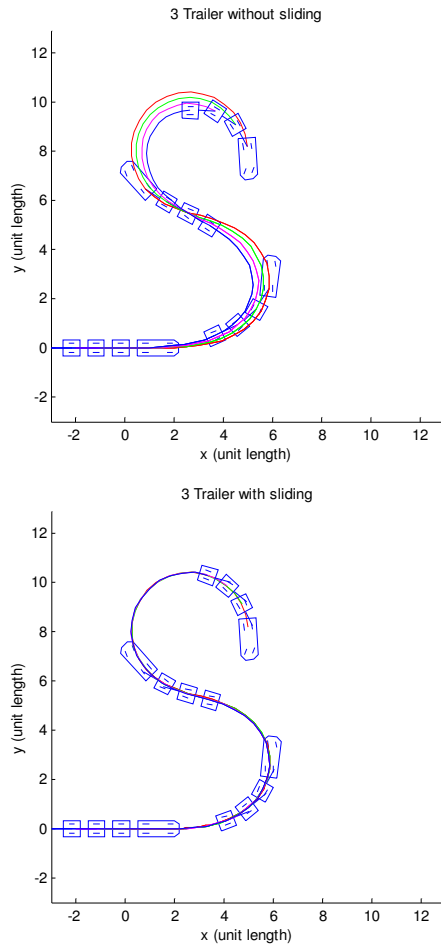 3 Trailer without sliding
12
10
8
6
4
2
0
-2
y (unit length)
-2 0 2 4 6 8 10 12
x (unit length)
3 Trailer with sliding
12
10
8
6
4
2
0
-2
y (unit length)
-2 0 2 4 6 8 10 12
x (unit length)